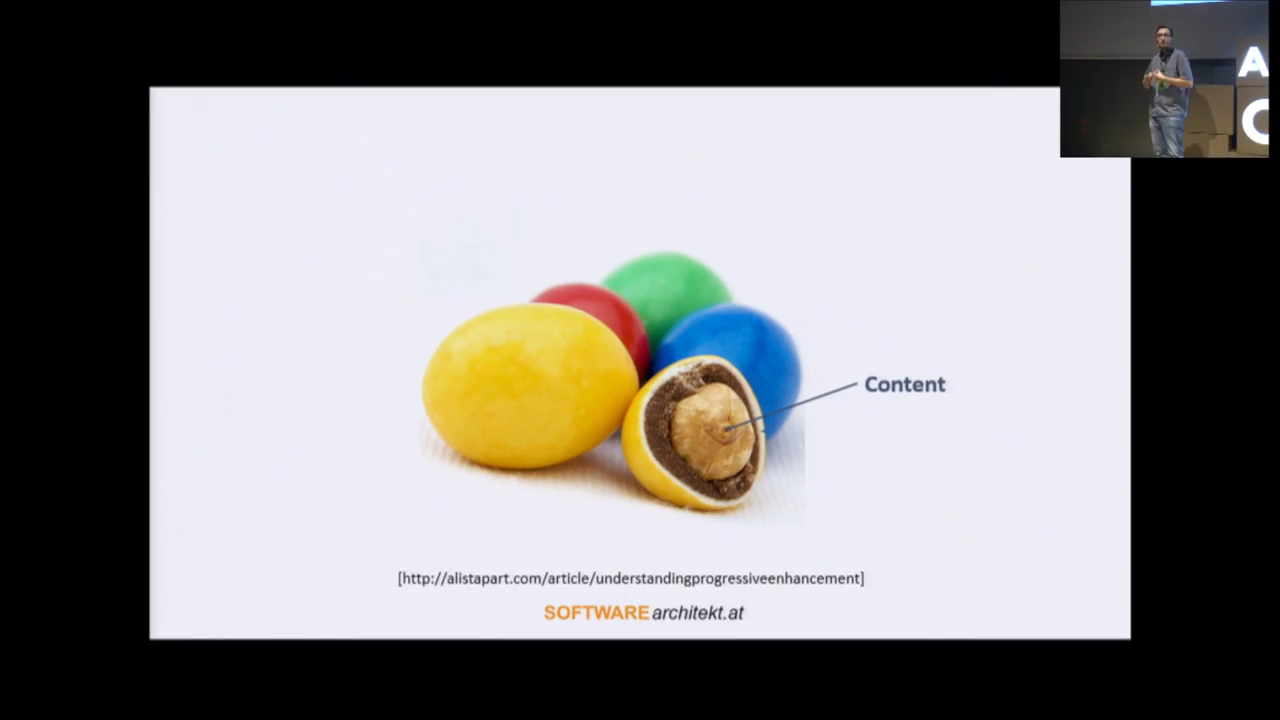 A
C
Content
[http://alistapart.com/article/understandingprogressiveenhancement]
SOFTWAREarchitekt.at